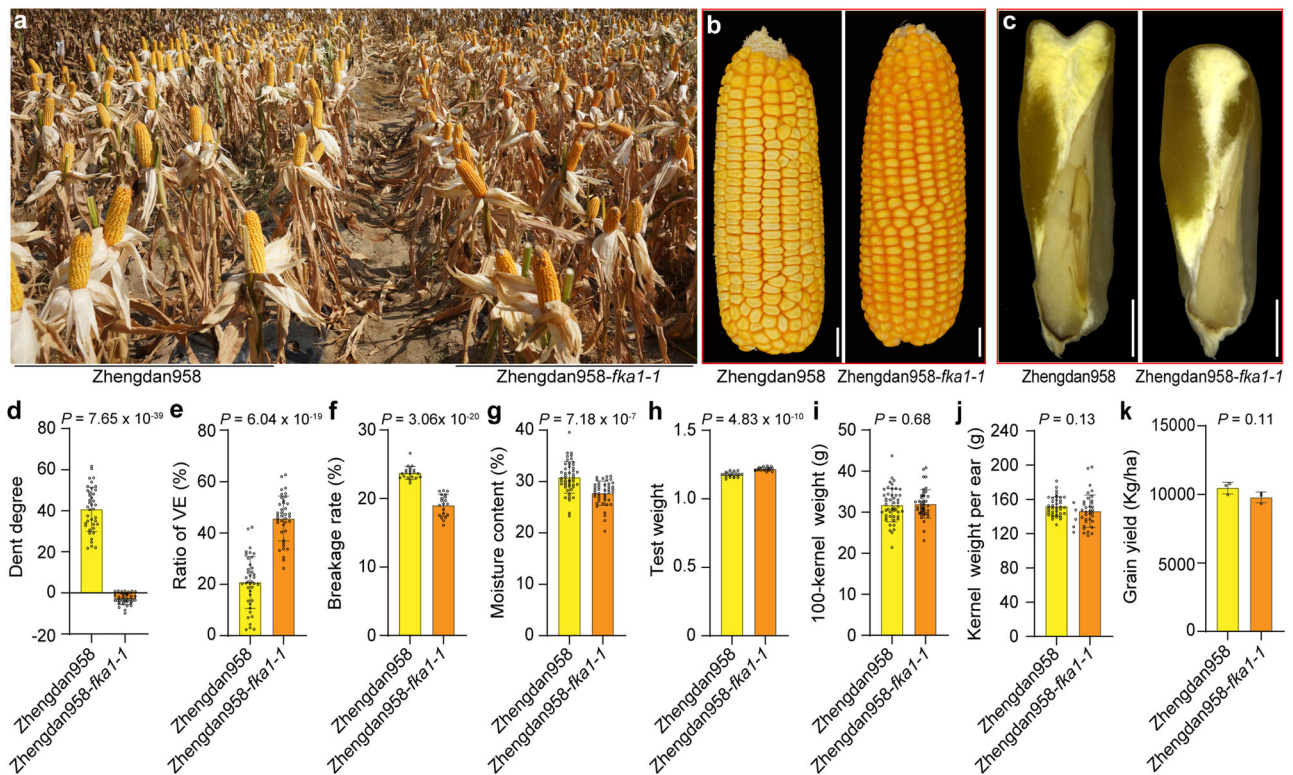 a
b
c
Zhengdan958
Zhengdan958-fka1-1
Zhengdan958
Zhengdan958-fka1-1
Zhengdan958
Zhengdan958-fka1-1
d
P = 7.65 x 10-39
Dent degree
80
60
40
20
0
-20
Zhengdan958
Zhengdan958-fka1-1
e
P = 6.04 x 10-19
Ratio of VE (%)
80
60
40
20
0
Zhengdan958
Zhengdan958-fka1-1
f
P = 3.06x 10-20
Breakage rate (%)
30
20
10
0
Zhengdan958
Zhengdan958-fka1-1
g
P = 7.18 x 10-7
Moisture content (%)
40
30
20
10
0
Zhengdan958
Zhengdan958-fka1-1
h
P = 4.83 x 10-10
Test weight
1.5
1.0
0.5
0
Zhengdan958
Zhengdan958-fka1-1
i
P = 0.68
100-kernel weight (g)
50
40
30
20
10
0
Zhengdan958
Zhengdan958-fka1-1
j
P = 0.13
Kernel weight per ear (g)
240
210
180
150
120
90
60
30
0
Zhengdan958
Zhengdan958-fka1-1
k
P = 0.11
Grain yield (Kg/ha)
15000
10000
5000
0
Zhengdan958
Zhengdan958-fka1-1